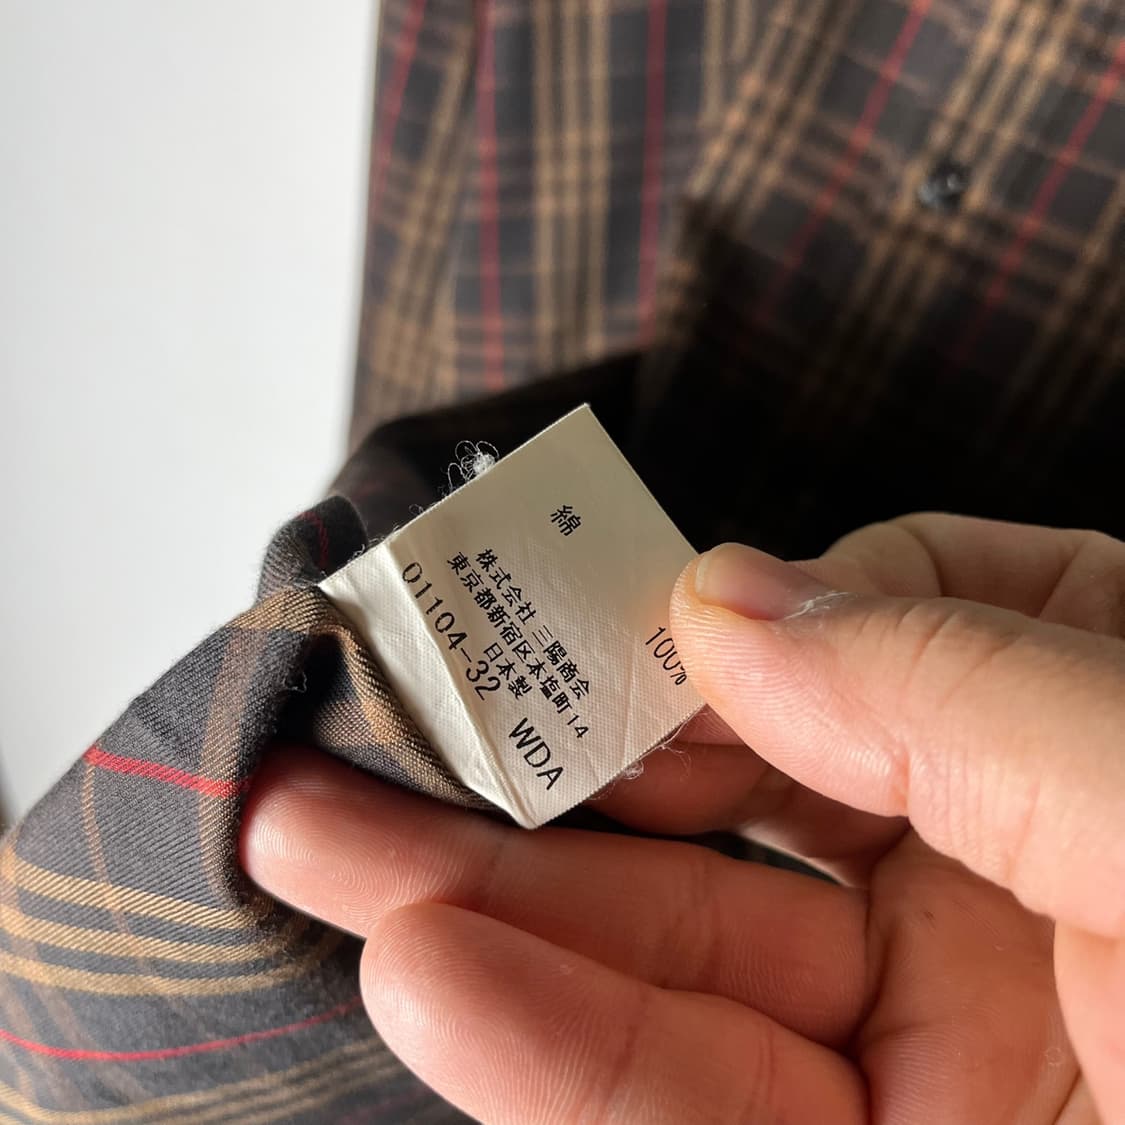 綿 100%
株式会社 三陽商会
東京都新宿区本塩町14
日本製
01104-32 WDA